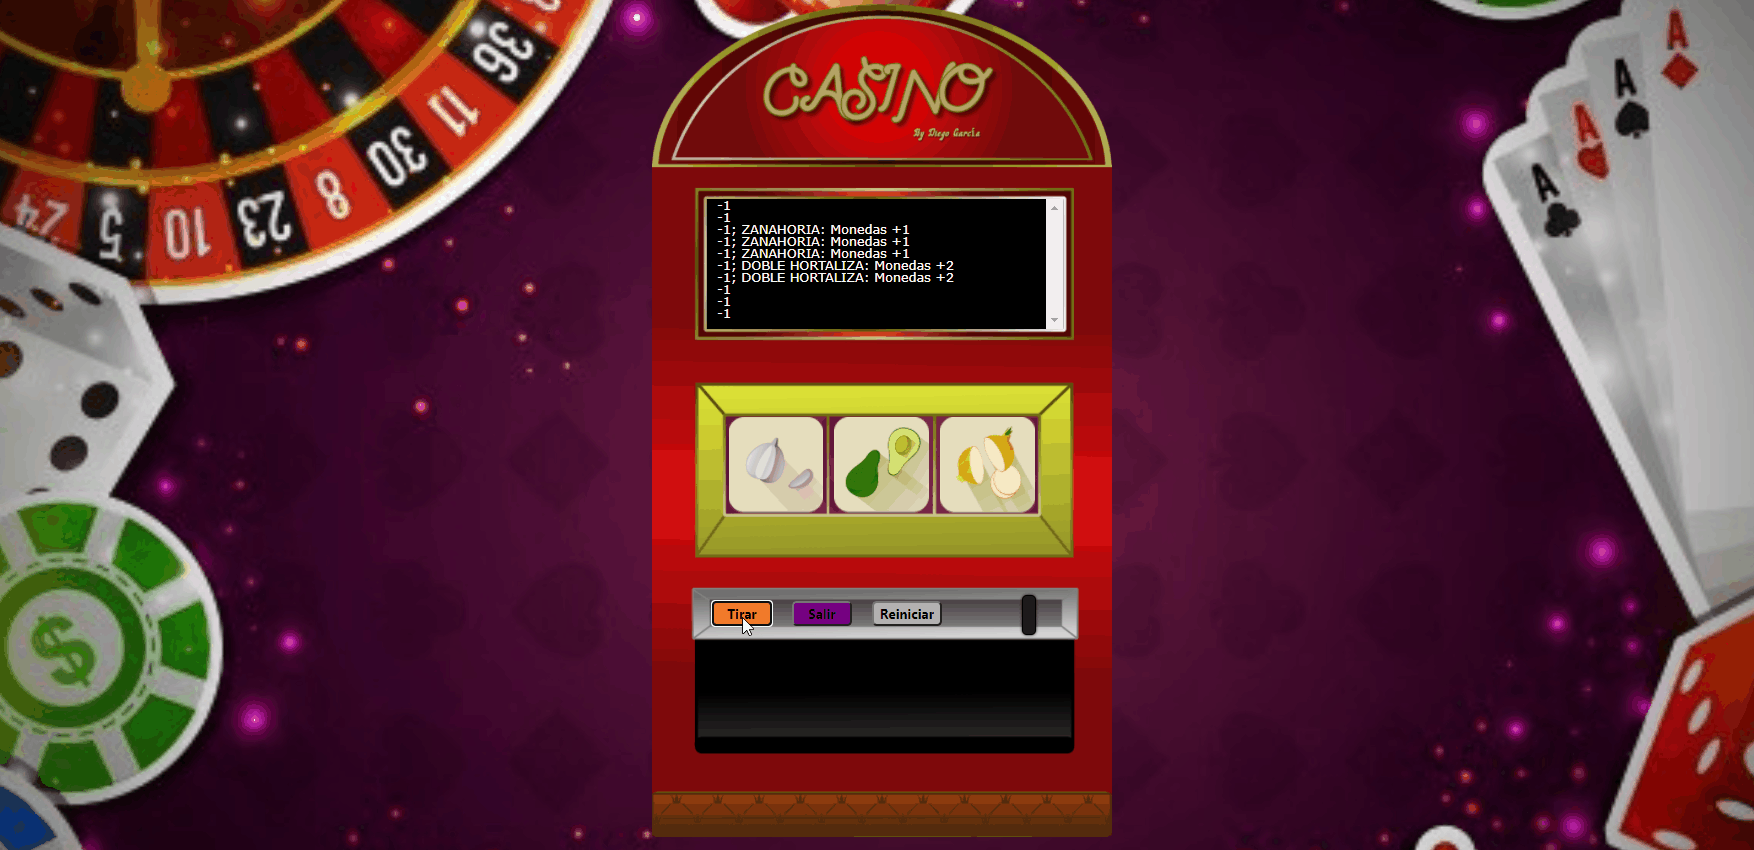 CASINO
By Diego García
-1
-1
-1; ZANAHORIA: Monedas +1
-1; ZANAHORIA: Monedas +1
-1; ZANAHORIA: Monedas +1
-1; DOBLE HORTALIZA: Monedas +2
-1; DOBLE HORTALIZA: Monedas +2
-1
-1
-1
Tirar Salir Reiniciar
36
11
30
8
23
10
5
24
A
A
A
A
$